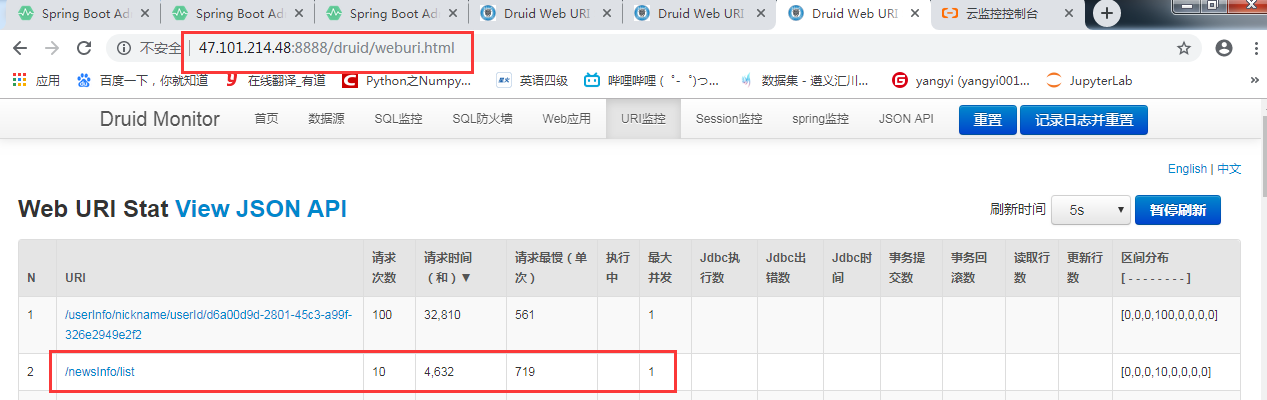 Spring Boot Ad
Spring Boot Ad
Spring Boot Ad
Druid Web URI
Druid Web URI
Druid Web URI
云监控控制台
不安全
47.101.214.48:8888/druid/weburi.html
应用
百度一下，你就知道
在线翻译_有道
Python之Numpy...
英语四级
哔哩哔哩 ( ゜- ゜)つ...
数据集 - 遵义汇川...
yangyi (yangyi001...
JupyterLab
»
Druid Monitor
首页
数据源
SQL监控
SQL防火墙
Web应用
URI监控
Session监控
spring监控
JSON API
重置
记录日志并重置
English | 中文
Web URI Stat View JSON API
刷新时间
5s
暂停刷新
N
URI
请求
次数
请求时间
（和）▼
请求最慢（单
次）
执行
中
最大
并发
Jdbc执
行数
Jdbc出
错数
Jdbc时
间
事务提
交数
事务回
滚数
读取行
数
更新行
数
区间分布
[ - - - - - - - - ]
1
/userInfo/nickname/userId/d6a00d9d-2801-45c3-a99f-
326e2949e2f2
100
32,810
561
1
[0,0,0,100,0,0,0,0]
2
/newsInfo/list
10
4,632
719
1
[0,0,0,10,0,0,0,0]